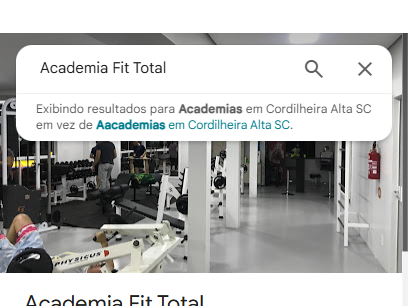 Academia Fit Total
Exibindo resultados para Academias em Cordilheira Alta SC
em vez de Aacademias em Cordilheira Alta SC.
PHYSICUS
Academia Fit Total